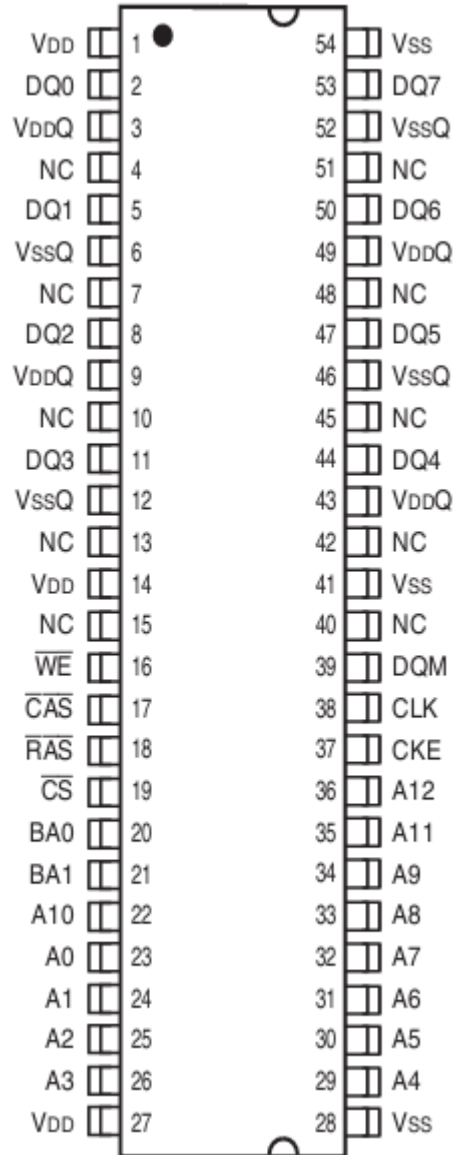 VDD 1 54 VSS
DQ0 2 53 DQ7
VDDQ 3 52 VSSQ
NC 4 51 NC
DQ1 5 50 DQ6
VSSQ 6 49 VDDQ
NC 7 48 NC
DQ2 8 47 DQ5
VDDQ 9 46 VSSQ
NC 10 45 NC
DQ3 11 44 DQ4
VSSQ 12 43 VDDQ
NC 13 42 NC
VDD 14 41 VSS
NC 15 40 NC
W̅E̅ 16 39 DQM
C̅A̅S̅ 17 38 CLK
R̅A̅S̅ 18 37 CKE
C̅S̅ 19 36 A12
BA0 20 35 A11
BA1 21 34 A9
A10 22 33 A8
A0 23 32 A7
A1 24 31 A6
A2 25 30 A5
A3 26 29 A4
VDD 27 28 VSS